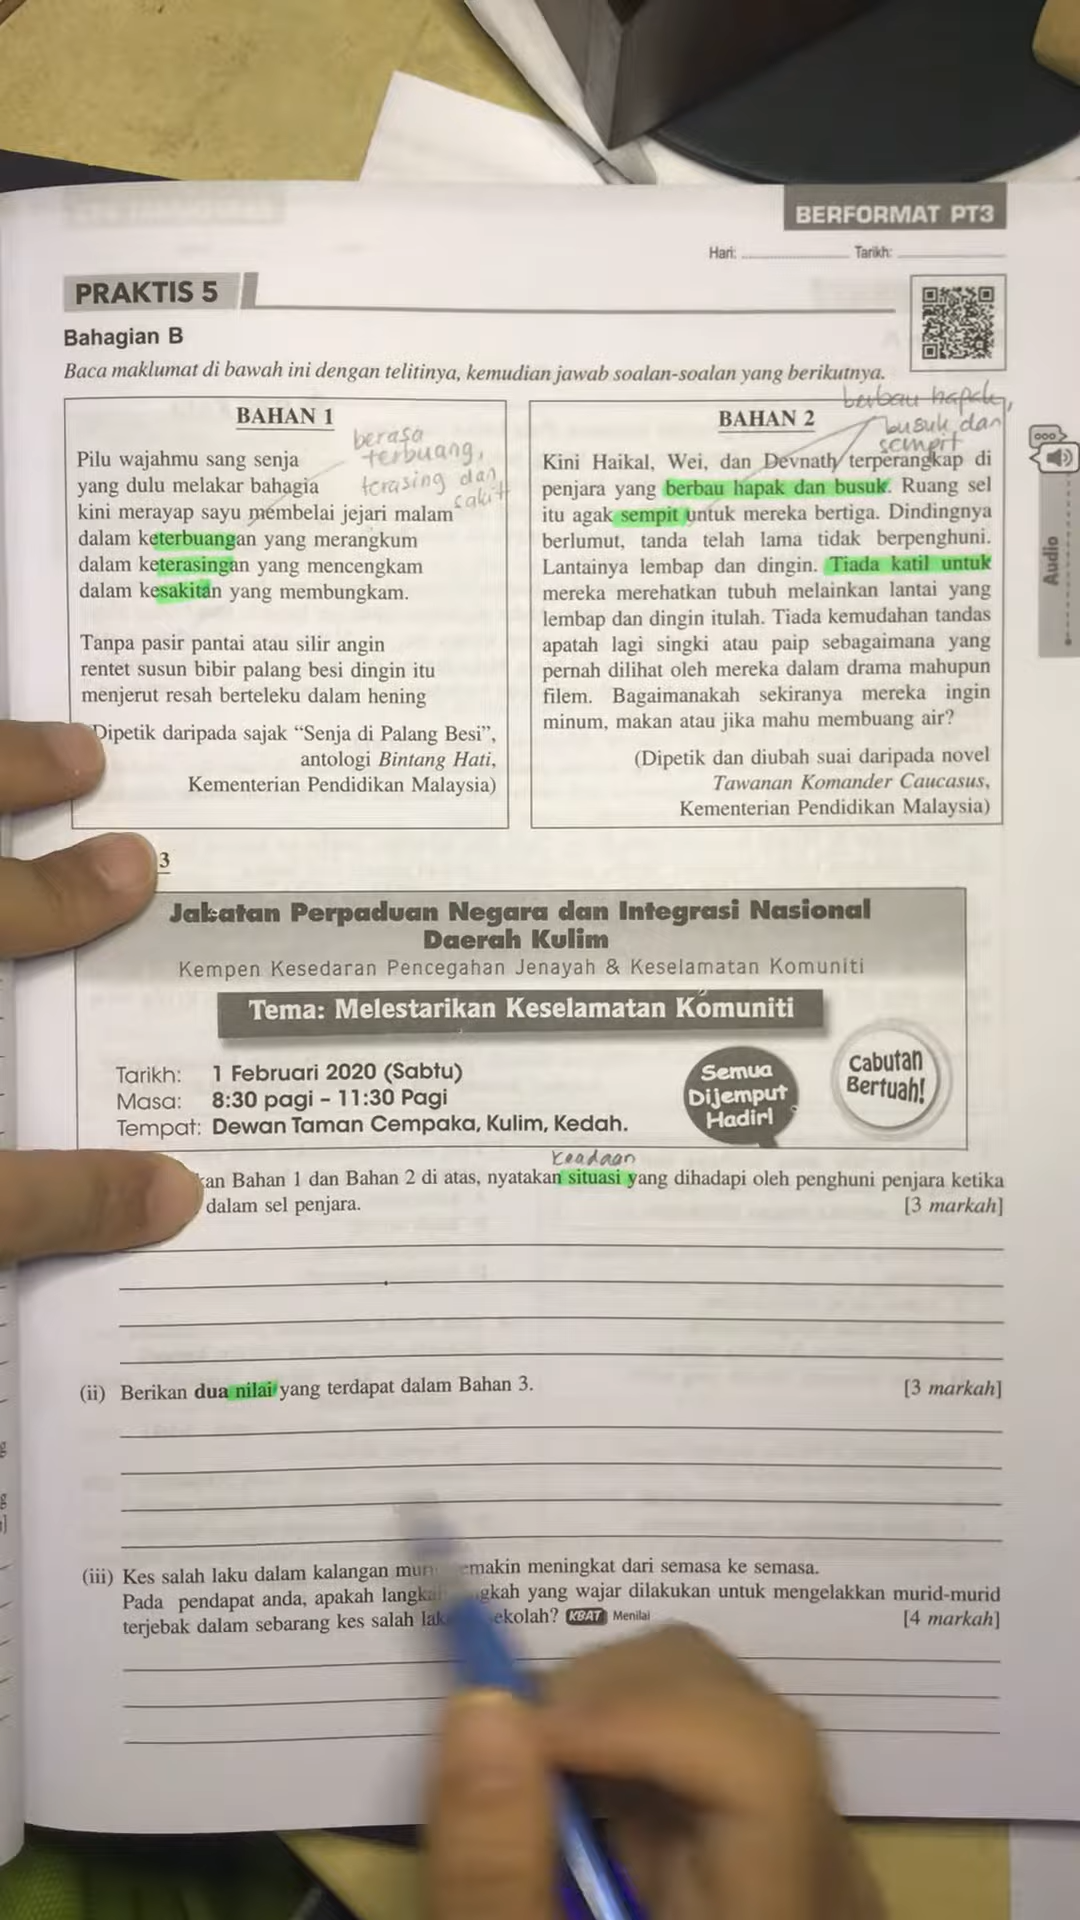 BERFORMAT PT3
Hari: Tarikh:
PRAKTIS 5
Bahagian B
Baca maklumat di bawah ini dengan telitinya, kemudian jawab soalan-soalan yang berikutnya.
BAHAN 1
berasa
terbuang,
terasing dan
sakit
Pilu wajahmu sang senja
yang dulu melakar bahagia
kini merayap sayu membelai jejari malam
dalam keterbuangan yang merangkum
dalam keterasingan yang mencengkam
dalam kesakitan yang membungkam.
Tanpa pasir pantai atau silir angin
rentet susun bibir palang besi dingin itu
menjerut resah berteleku dalam hening
Dipetik daripada sajak “Senja di Palang Besi”,
antologi Bintang Hati,
Kementerian Pendidikan Malaysia)
BAHAN 2
berbau hapak,
busuk dan
sempit
Kini Haikal, Wei, dan Devnath terperangkap di
penjara yang berbau hapak dan busuk. Ruang sel
itu agak sempit untuk mereka bertiga. Dindingnya
berlumut, tanda telah lama tidak berpenghuni.
Lantainya lembap dan dingin. Tiada katil untuk
mereka merehatkan tubuh melainkan lantai yang
lembap dan dingin itulah. Tiada kemudahan tandas
apatah lagi singki atau paip sebagaimana yang
pernah dilihat oleh mereka dalam drama mahupun
filem. Bagaimanakah sekiranya mereka ingin
minum, makan atau jika mahu membuang air?
(Dipetik dan diubah suai daripada novel
Tawanan Komander Caucasus,
Kementerian Pendidikan Malaysia)
Audio
3
Jabatan Perpaduan Negara dan Integrasi Nasional
Daerah Kulim
Kempen Kesedaran Pencegahan Jenayah & Keselamatan Komuniti
Tema: Melestarikan Keselamatan Komuniti
Tarikh: 1 Februari 2020 (Sabtu)
Masa: 8:30 pagi – 11:30 Pagi
Tempat: Dewan Taman Cempaka, Kulim, Kedah.
Semua
Dijemput
Hadir!
Cabutan
Bertuah!
Keadaan
Bahan 1 dan Bahan 2 di atas, nyatakan situasi yang dihadapi oleh penghuni penjara ketika
dalam sel penjara. [3 markah]
(ii) Berikan dua nilai yang terdapat dalam Bahan 3. [3 markah]
(iii) Kes salah laku dalam kalangan meningkat dari semasa ke semasa.
Pada pendapat anda, apakah yang wajar dilakukan untuk mengelakkan murid-murid
terjebak dalam sebarang kes salah KBAT Menilai [4 markah]